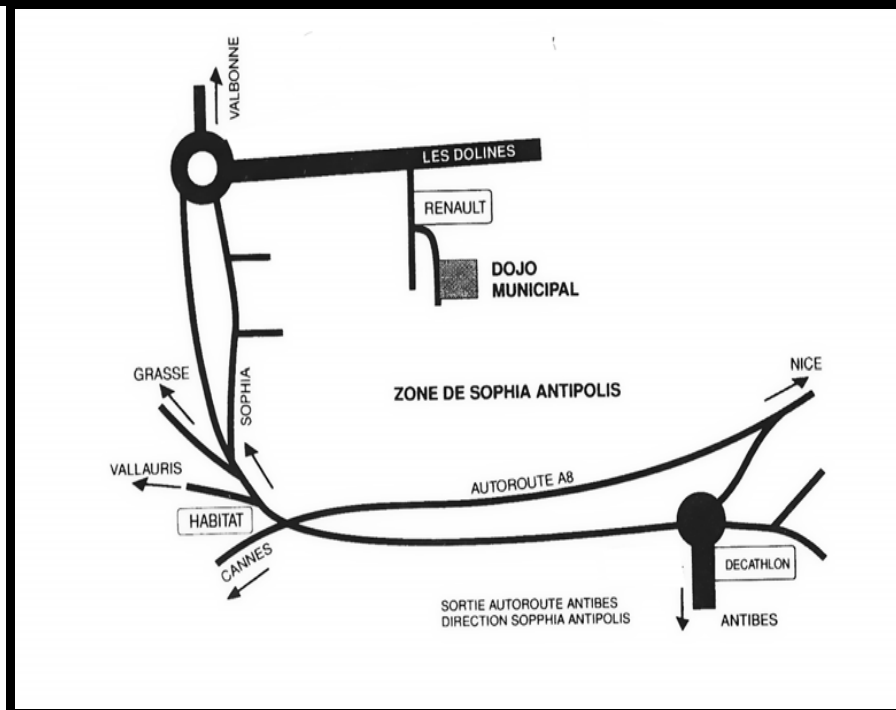 VALBONNE
LES DOLINES
RENAULT
DOJO
MUNICIPAL
GRASSE
SOPHIA
ZONE DE SOPHIA ANTIPOLIS
NICE
VALLAURIS
AUTOROUTE A8
HABITAT
CANNES
DECATHLON
SORTIE AUTOROUTE ANTIBES
DIRECTION SOPPHIA ANTIPOLIS
ANTIBES